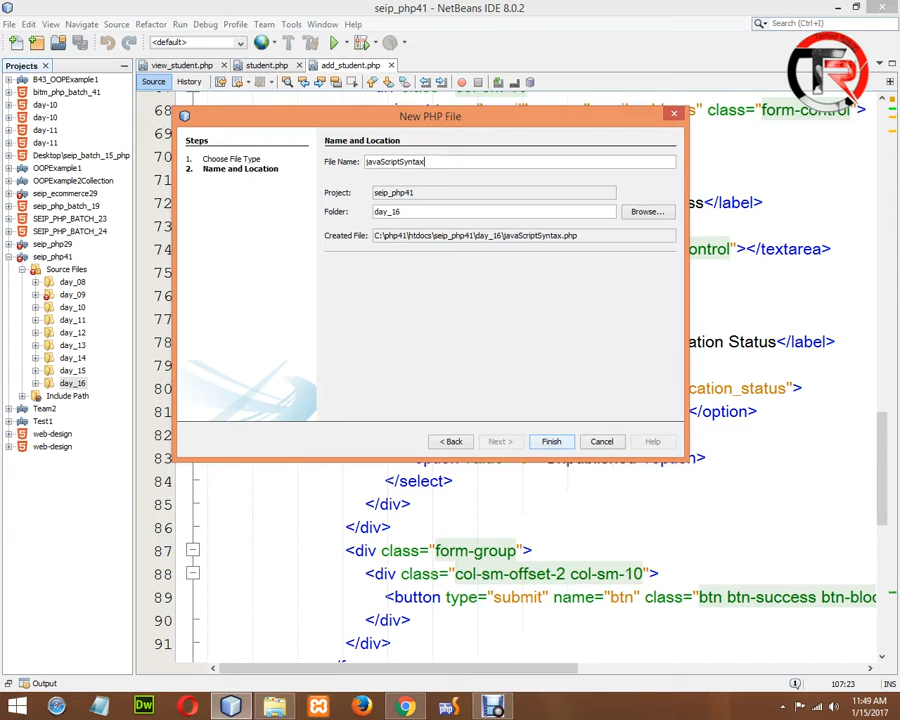 seip_php41 - NetBeans IDE 8.0.2
File Edit View Navigate Source Refactor Run Debug Profile Team Tools Window Help
Search (Ctrl+I)
<default>
Projects
view_student.php student.php add_student.php
Source History
B43_OOPExample1
bitm_php_batch_41
day-10
day-10
day-11
day-11
Desktop\seip_batch_15_php
OOPExample1
OOPExample2Collection
seip_ecommerce29
seip_php_batch_19
SEIP_PHP_BATCH_23
SEIP_PHP_BATCH_24
seip_php29
seip_php41
Source Files
day_08
day_09
day_10
day_11
day_12
day_13
day_14
day_15
day_16
Include Path
Team2
Test1
web-design
web-design
New PHP File
Steps
1. Choose File Type
2. Name and Location
Name and Location
File Name: javaScriptSyntax
Project: seip_php41
Folder: day_16
Browse...
Created File: C:\php41\htdocs\seip_php41\day_16\javaScriptSyntax.php
< Back Next > Finish Cancel Help
68 class="form-control">
69
70
71
72 ss</label>
73
74 ontrol"></textarea>
75
76
77
78 ation Status</label>
79
80 cation_status">
81 </option>
82
83
84 </select>
85 </div>
86 </div>
87 <div class="form-group">
88 <div class="col-sm-offset-2 col-sm-10">
89 <button type="submit" name="btn" class="btn btn-success btn-bloc
90 </div>
91 </div>
TR
Output
107:23 INS
Dw
php
11:49 AM
1/15/2017